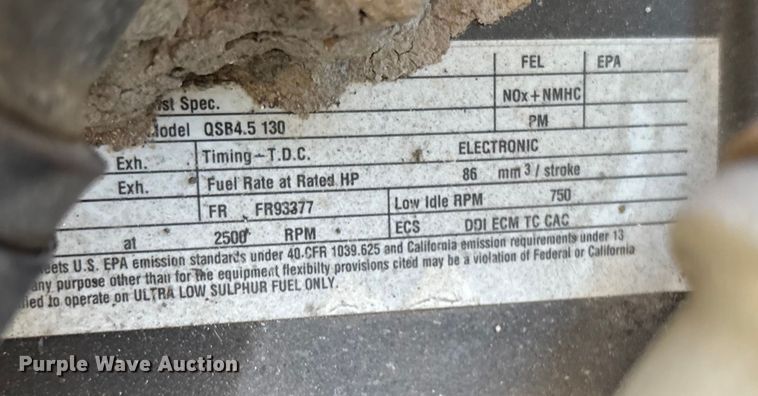 FEL EPA
NOx+NMHC
st Spec.
PM
odel QSB4.5 130
Exh. Timing-T.D.C. ELECTRONIC
Exh. Fuel Rate at Rated HP 86 mm3 / stroke
FR FR93377 Low Idle RPM 750
at 2500 RPM ECS DDI ECM TC CAC
eets U.S. EPA emission standards under 40 CFR 1039.625 and California emission requirements under 13
any purpose other than for the equipment flexibilty provisions cited may be a violation of Federal or California
ied to operate on ULTRA LOW SULPHUR FUEL ONLY.
Purple Wave Auction